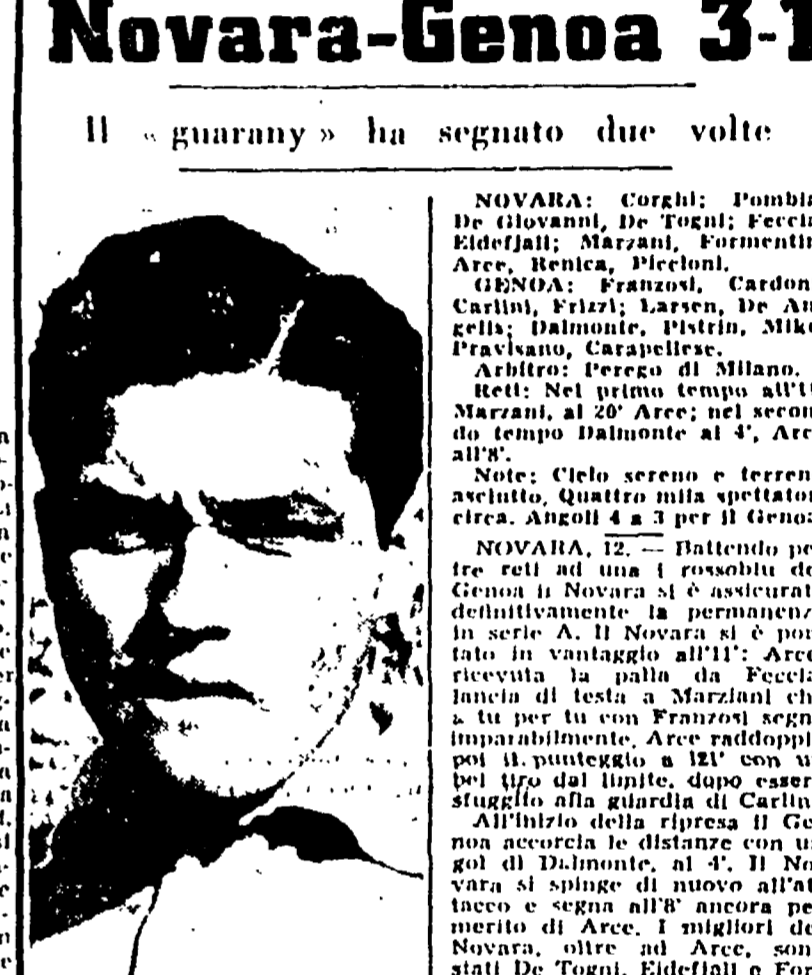 Novara-Genoa 3-1
Il « guarany » ha segnato due volte
NOVARA: Corghi; Pombia
De Giovanni, De Togni; Feccia
Eidefjall; Marzani, Formentin
Arce, Renica, Piccioni.
GENOA: Franzosi, Cardon
Carlini, Frizzi; Larsen, De An
gelis; Dalmonte, Pistrin, Mike
Pravisano, Carapellese.
Arbitro: Perego di Milano.
Reti: Nel primo tempo all'11
Marzani, al 20' Arce; nel secon
do tempo Dalmonte al 4', Arce
all'8'.
Note: Cielo sereno e terren
asciutto. Quattro mila spettator
circa. Angoli 4 a 3 per il Genoa
NOVARA, 12. — Battendo pe
tre reti ad una i rossoblu de
Genoa il Novara si è assicurat
definitivamente la permanenz
in serie A. Il Novara si è por
tato in vantaggio all'11': Arce
ricevuta la palla da Feccia
lancia di testa a Marziani ch
a tu per tu con Franzosi segn
imparabilmente. Arce raddoppi
poi il punteggio a 121' con u
bel tiro dal limite, dopo esser
sfuggito alla guardia di Carlin
All'inizio della ripresa il Ge
noa accorcia le distanze con u
gol di Dalmonte, al 4'. Il No
vara si spinge di nuovo all'at
tacco e segna all'8' ancora pe
merito di Arce. I migliori de
Novara, oltre ad Arce, son
stati De Togni, Eidefjall e For